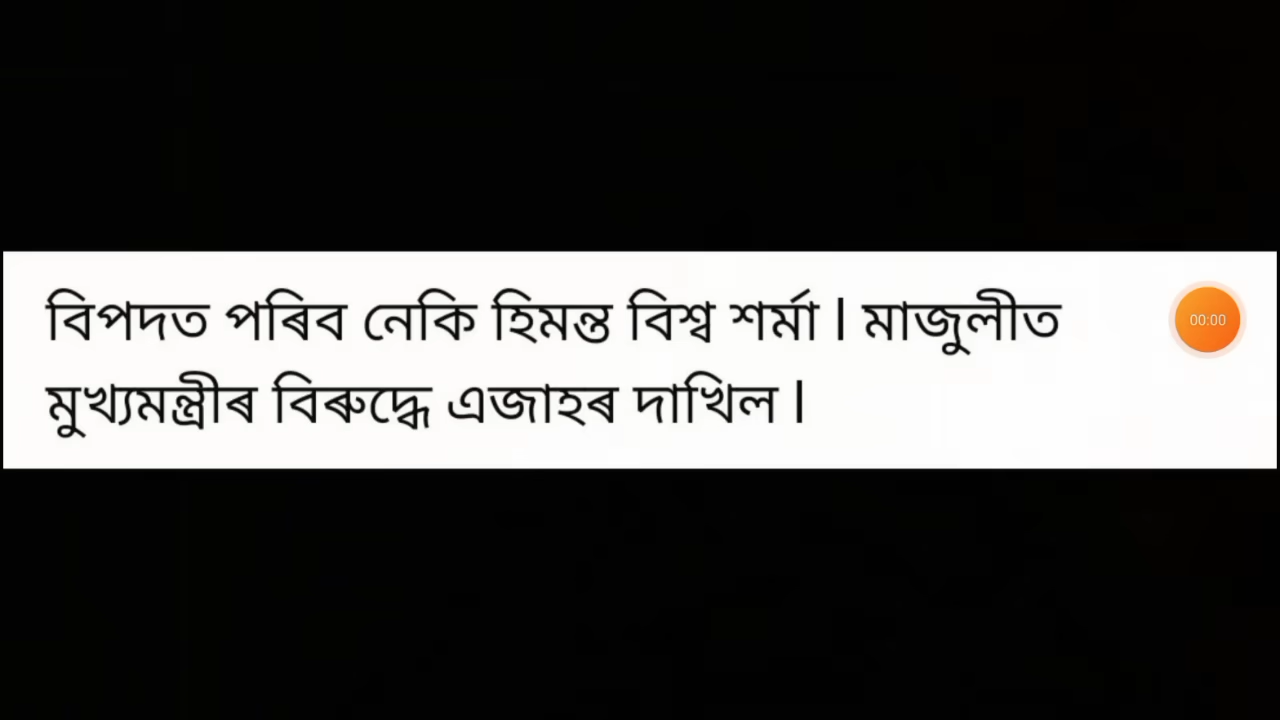 বিপদত পৰিব নেকি হিমন্ত বিশ্ব শৰ্মা l মাজুলীত
মুখ্যমন্ত্ৰীৰ বিৰুদ্ধে এজাহৰ দাখিল l
00:00